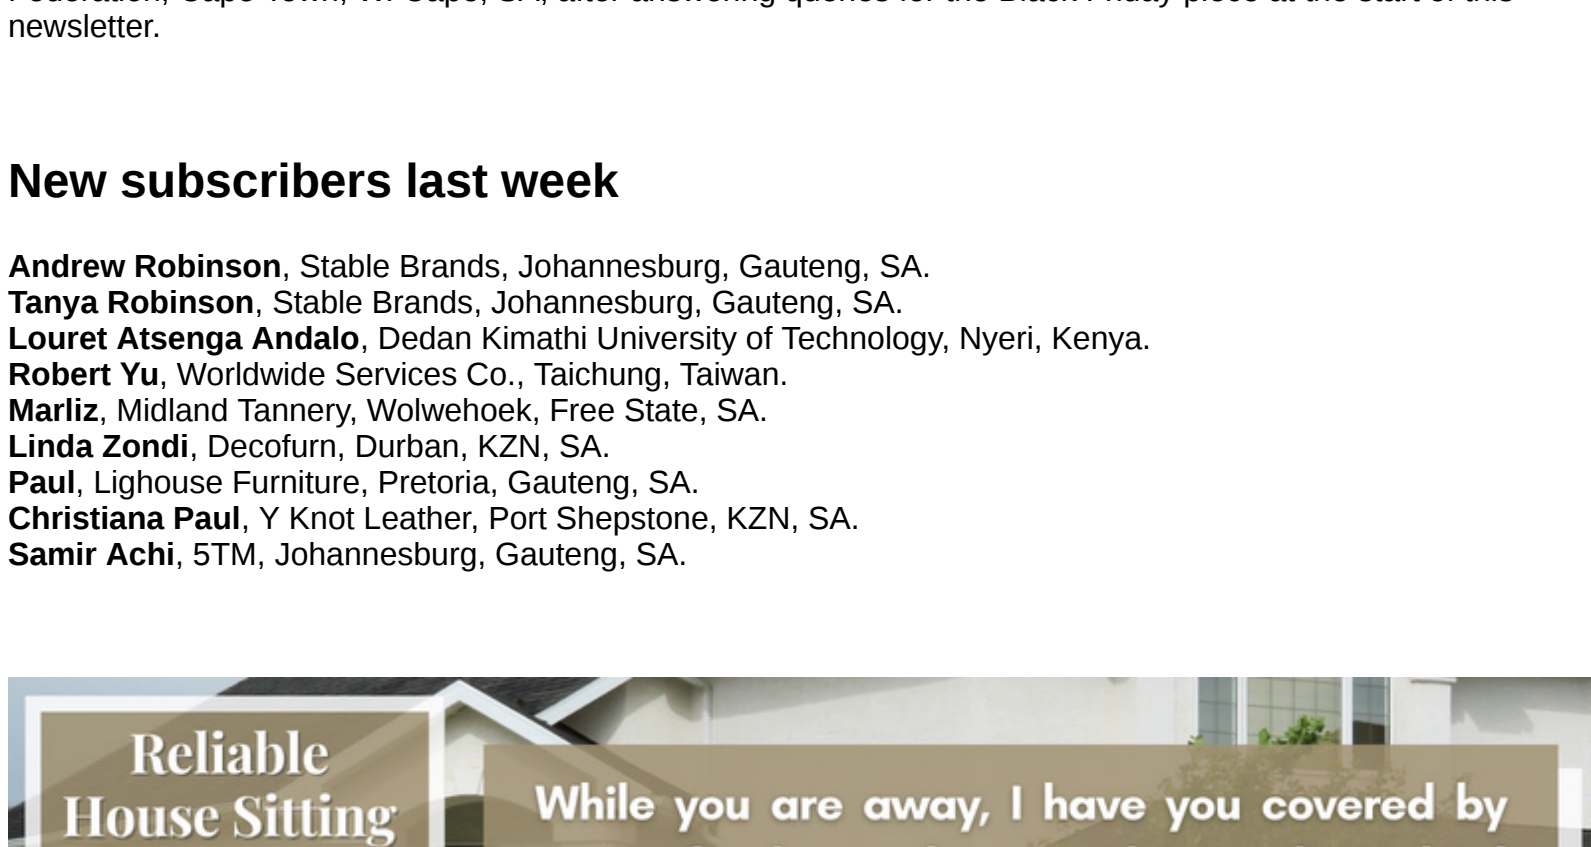 newsletter.
New subscribers last week
Andrew Robinson, Stable Brands, Johannesburg, Gauteng, SA.
Tanya Robinson, Stable Brands, Johannesburg, Gauteng, SA.
Louret Atsenga Andalo, Dedan Kimathi University of Technology, Nyeri, Kenya.
Robert Yu, Worldwide Services Co., Taichung, Taiwan.
Marliz, Midland Tannery, Wolwehoek, Free State, SA.
Linda Zondi, Decofurn, Durban, KZN, SA.
Paul, Lighouse Furniture, Pretoria, Gauteng, SA.
Christiana Paul, Y Knot Leather, Port Shepstone, KZN, SA.
Samir Achi, 5TM, Johannesburg, Gauteng, SA.
Reliable
House Sitting
While you are away, I have you covered by